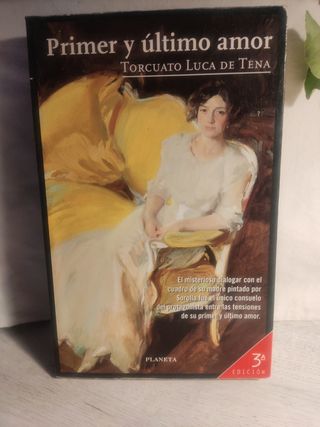 Primer y último amor
TORCUATO LUCA DE TENA
El misterioso dialogar con el
cuadro de su madre pintado por
Sorolla fue el único consuelo
del protagonista entre las tensiones
de su primer y último amor.
PLANETA
3ª
EDICIÓN